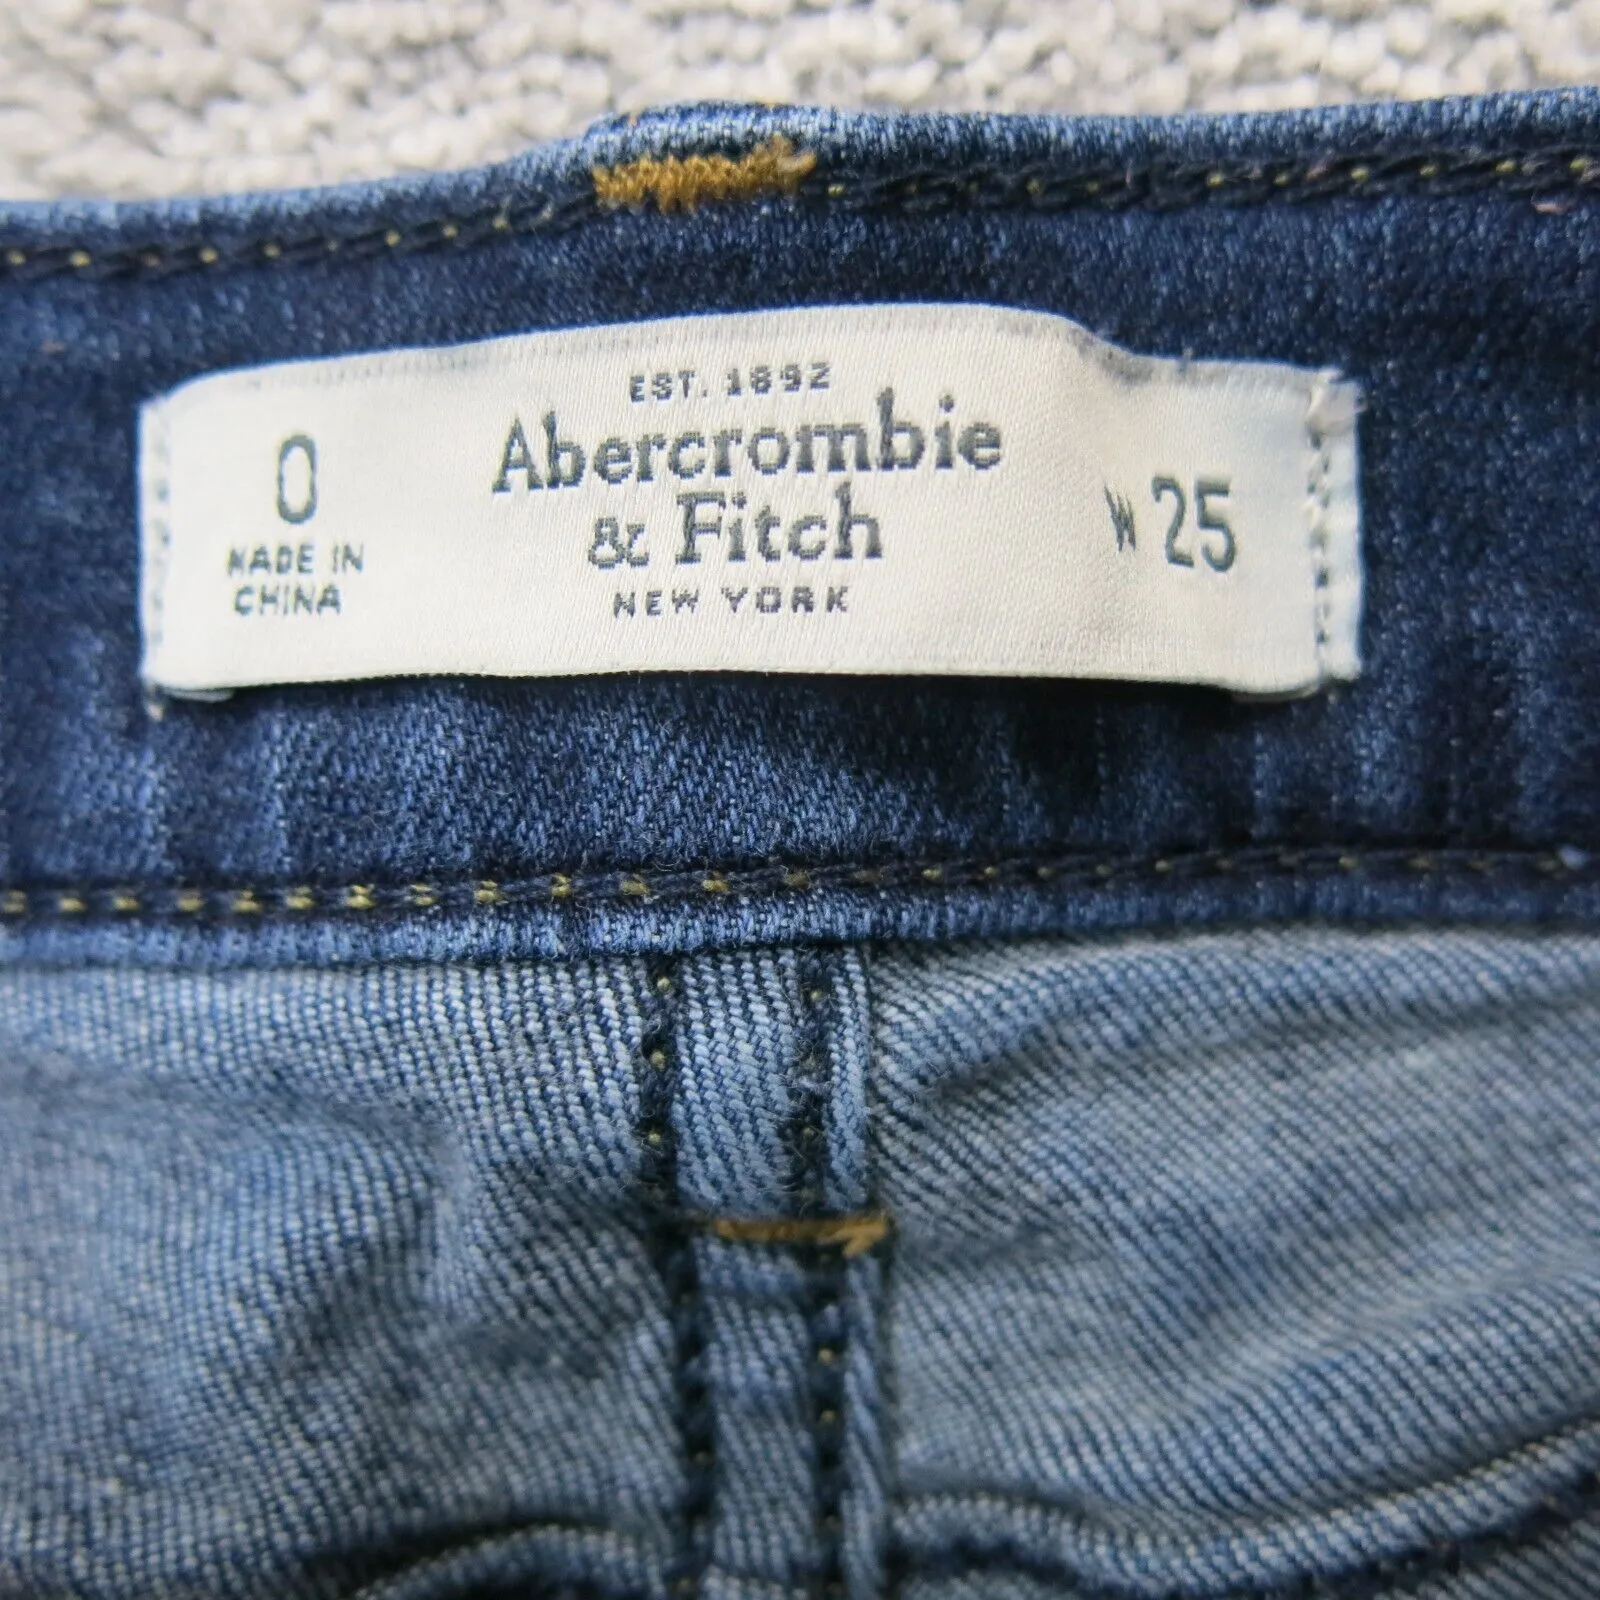 EST. 1892
Abercrombie
& Fitch
NEW YORK
0
MADE IN
CHINA
W 25